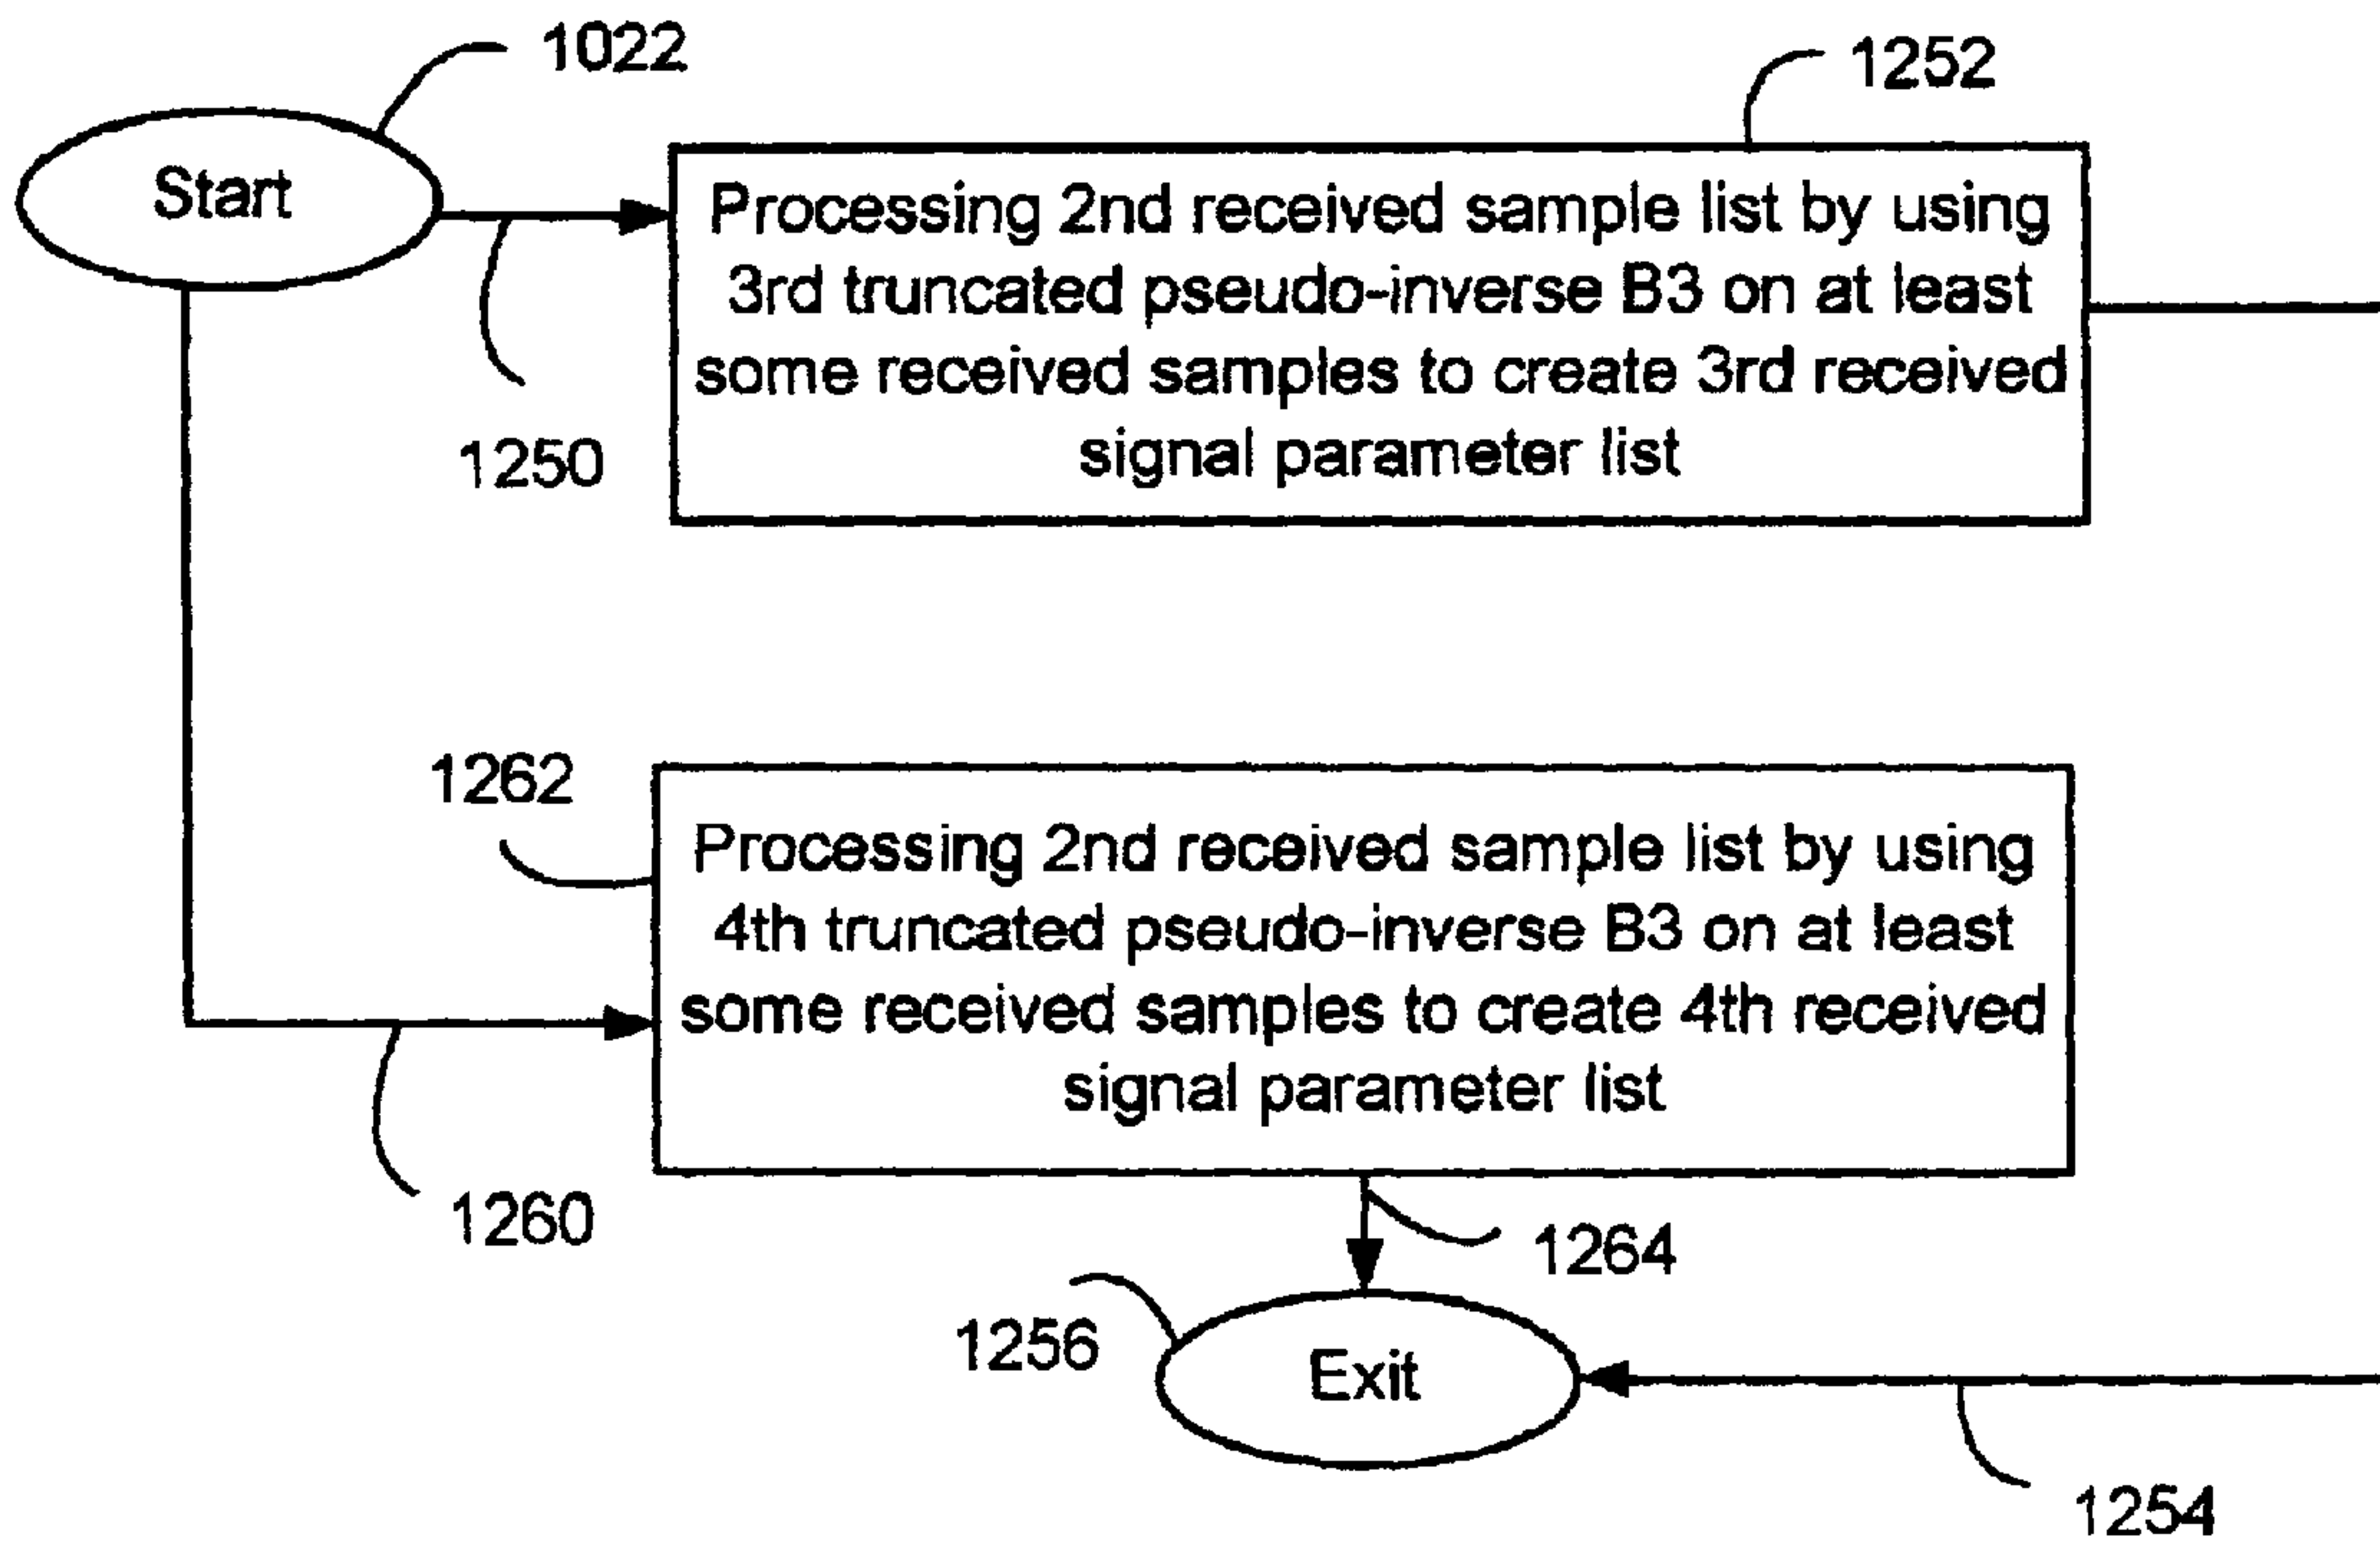 1022
1252
Start
Processing 2nd received sample list by using
3rd truncated pseudo-inverse B3 on at least
some received samples to create 3rd received
signal parameter list
1250
1262
Processing 2nd received sample list by using
4th truncated pseudo-inverse B3 on at least
some received samples to create 4th received
signal parameter list
1260
1264
1256
Exit
1254